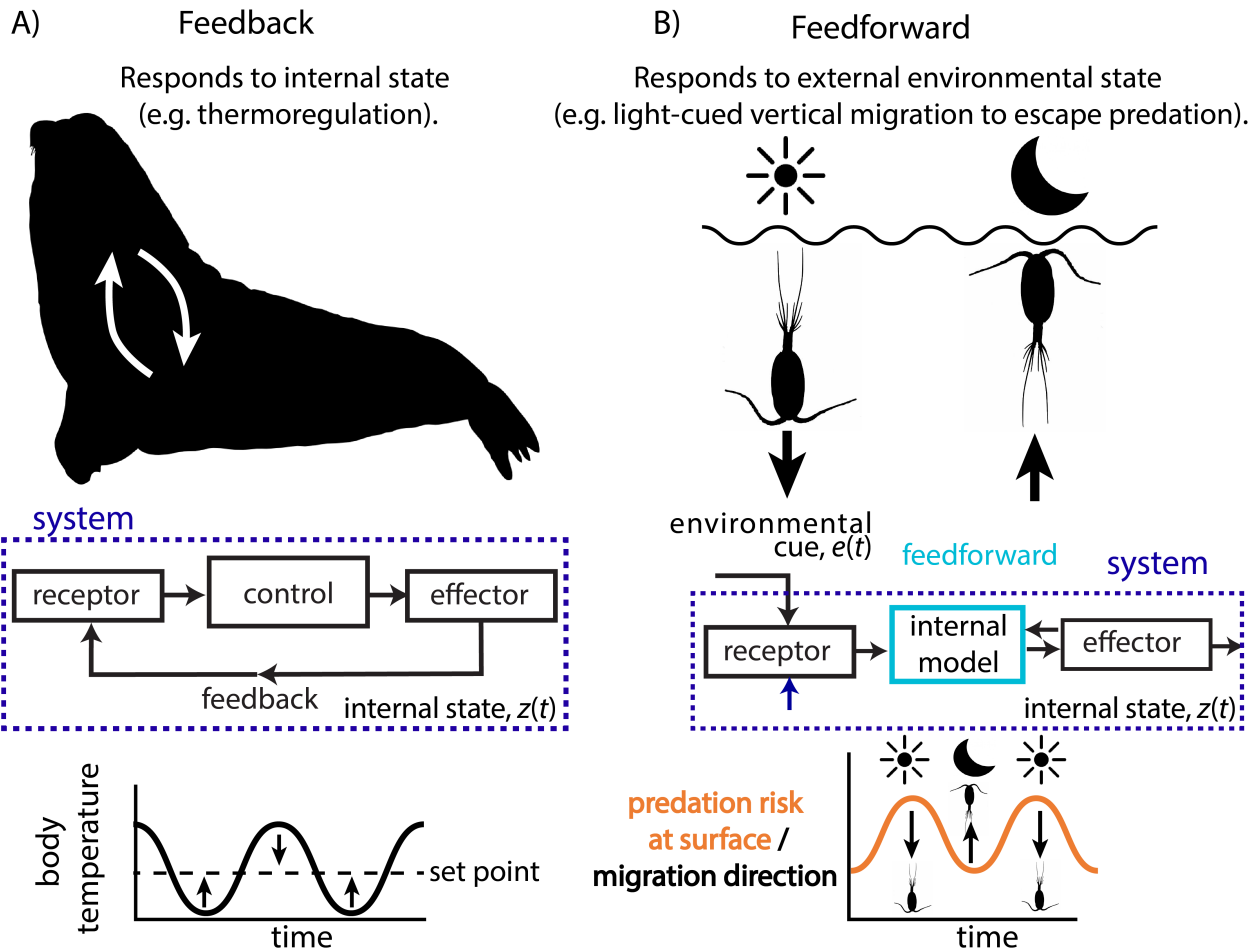 A)
Feedback
Responds to internal state
(e.g. thermoregulation).
system
receptor
control
effector
feedback
internal state, z(t)
body
temperature
set point
time
B)
Feedforward
Responds to external environmental state
(e.g. light-cued vertical migration to escape predation).
environmental
cue, e(t)
feedforward
system
receptor
internal
model
effector
internal state, z(t)
predation risk
at surface /
migration direction
time